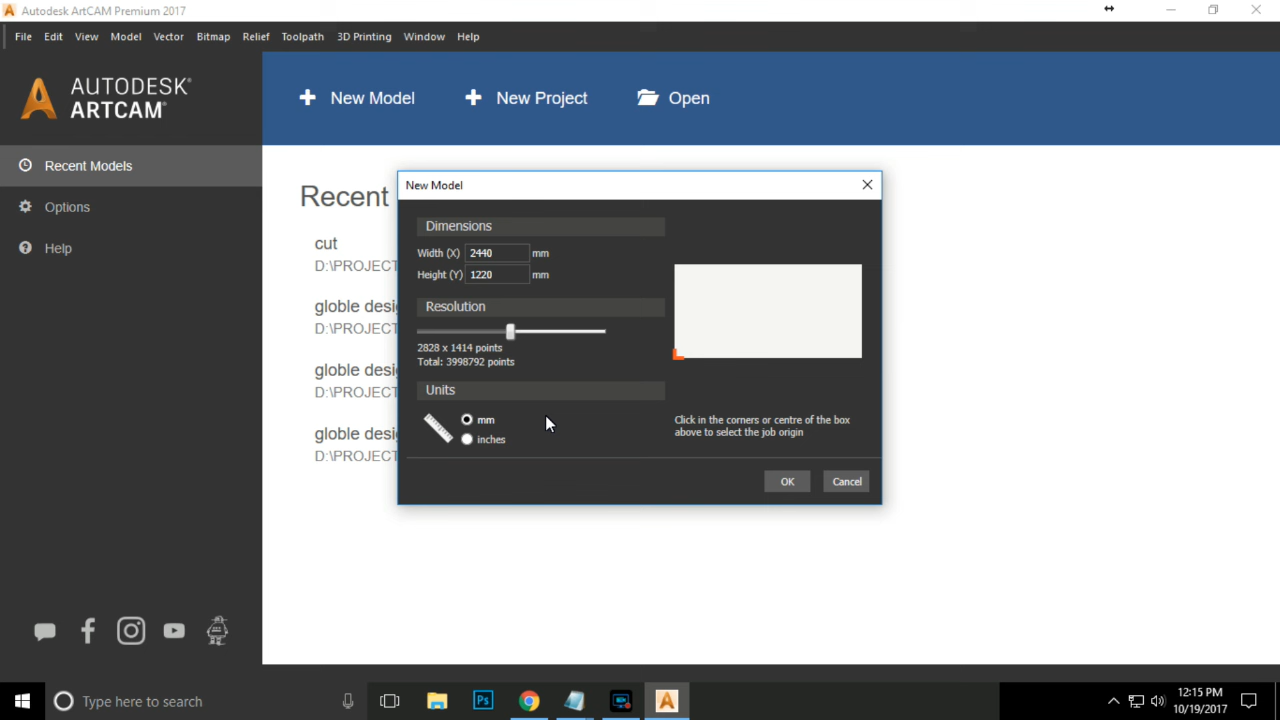 Autodesk ArtCAM Premium 2017
File Edit View Model Vector Bitmap Relief Toolpath 3D Printing Window Help
AUTODESK®
ARTCAM®
New Model
New Project
Open
Recent Models
Options
Help
Recent
cut
D:\PROJECT
globle desi
D:\PROJECT
globle desi
D:\PROJECT
globle desi
D:\PROJECT
New Model
Dimensions
Width (X) 2440 mm
Height (Y) 1220 mm
Resolution
2828 x 1414 points
Total: 3998792 points
Units
mm
inches
Click in the corners or centre of the box
above to select the job origin
OK
Cancel
Type here to search
Ps
12:15 PM
10/19/2017